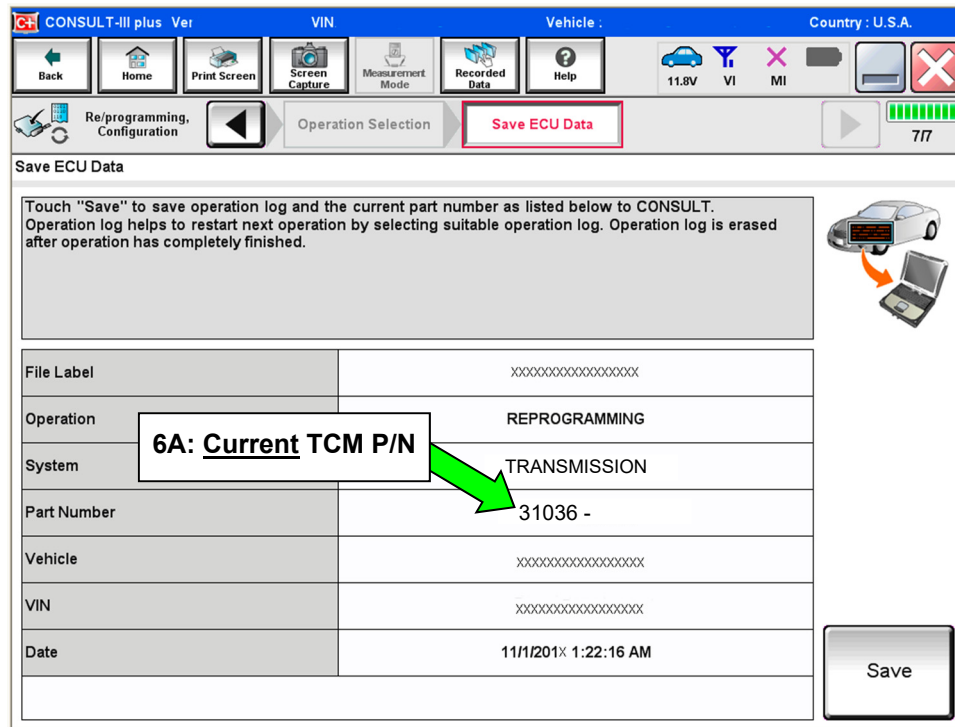 C+ CONSULT-III plus Ver VIN Vehicle : Country : U.S.A.
Back Home Print Screen Screen Capture Measurement Mode Recorded Data Help 11.8V VI MI
Re/programming, Configuration Operation Selection Save ECU Data 7/7
Save ECU Data
Touch "Save" to save operation log and the current part number as listed below to CONSULT.
Operation log helps to restart next operation by selecting suitable operation log. Operation log is erased
after operation has completely finished.
File Label XXXXXXXXXXXXXXXXX
Operation REPROGRAMMING
6A: Current TCM P/N
System TRANSMISSION
Part Number 31036 -
Vehicle XXXXXXXXXXXXXXXXX
VIN XXXXXXXXXXXXXXXXX
Date 11/1/201X 1:22:16 AM
Save